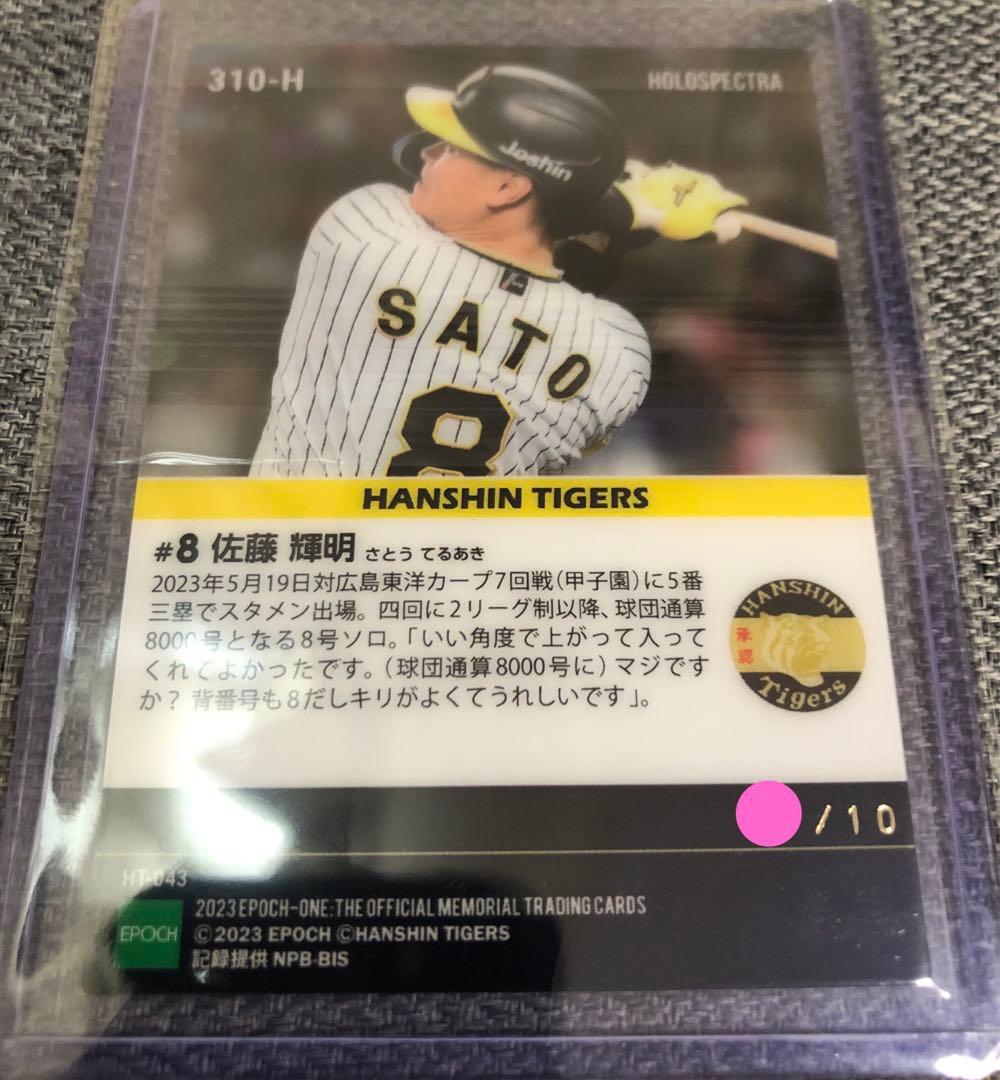 310-H
HOLOSPECTRA
Joshin
SATO
8
HANSHIN TIGERS
#8 佐藤 輝明 さとう てるあき
2023年5月19日対広島東洋カープ7回戦(甲子園)に5番
三塁でスタメン出場。四回に2リーグ制以降、球団通算
8000号となる8号ソロ。「いい角度で上がって入って
くれてよかったです。(球団通算8000号に)マジです
か? 背番号も8だしキリがよくてうれしいです」。
HANSHIN
承認
Tigers
/10
HT-043
EPOCH
2023 EPOCH-ONE:THE OFFICIAL MEMORIAL TRADING CARDS
©2023 EPOCH ©HANSHIN TIGERS
記録提供 NPB-BIS